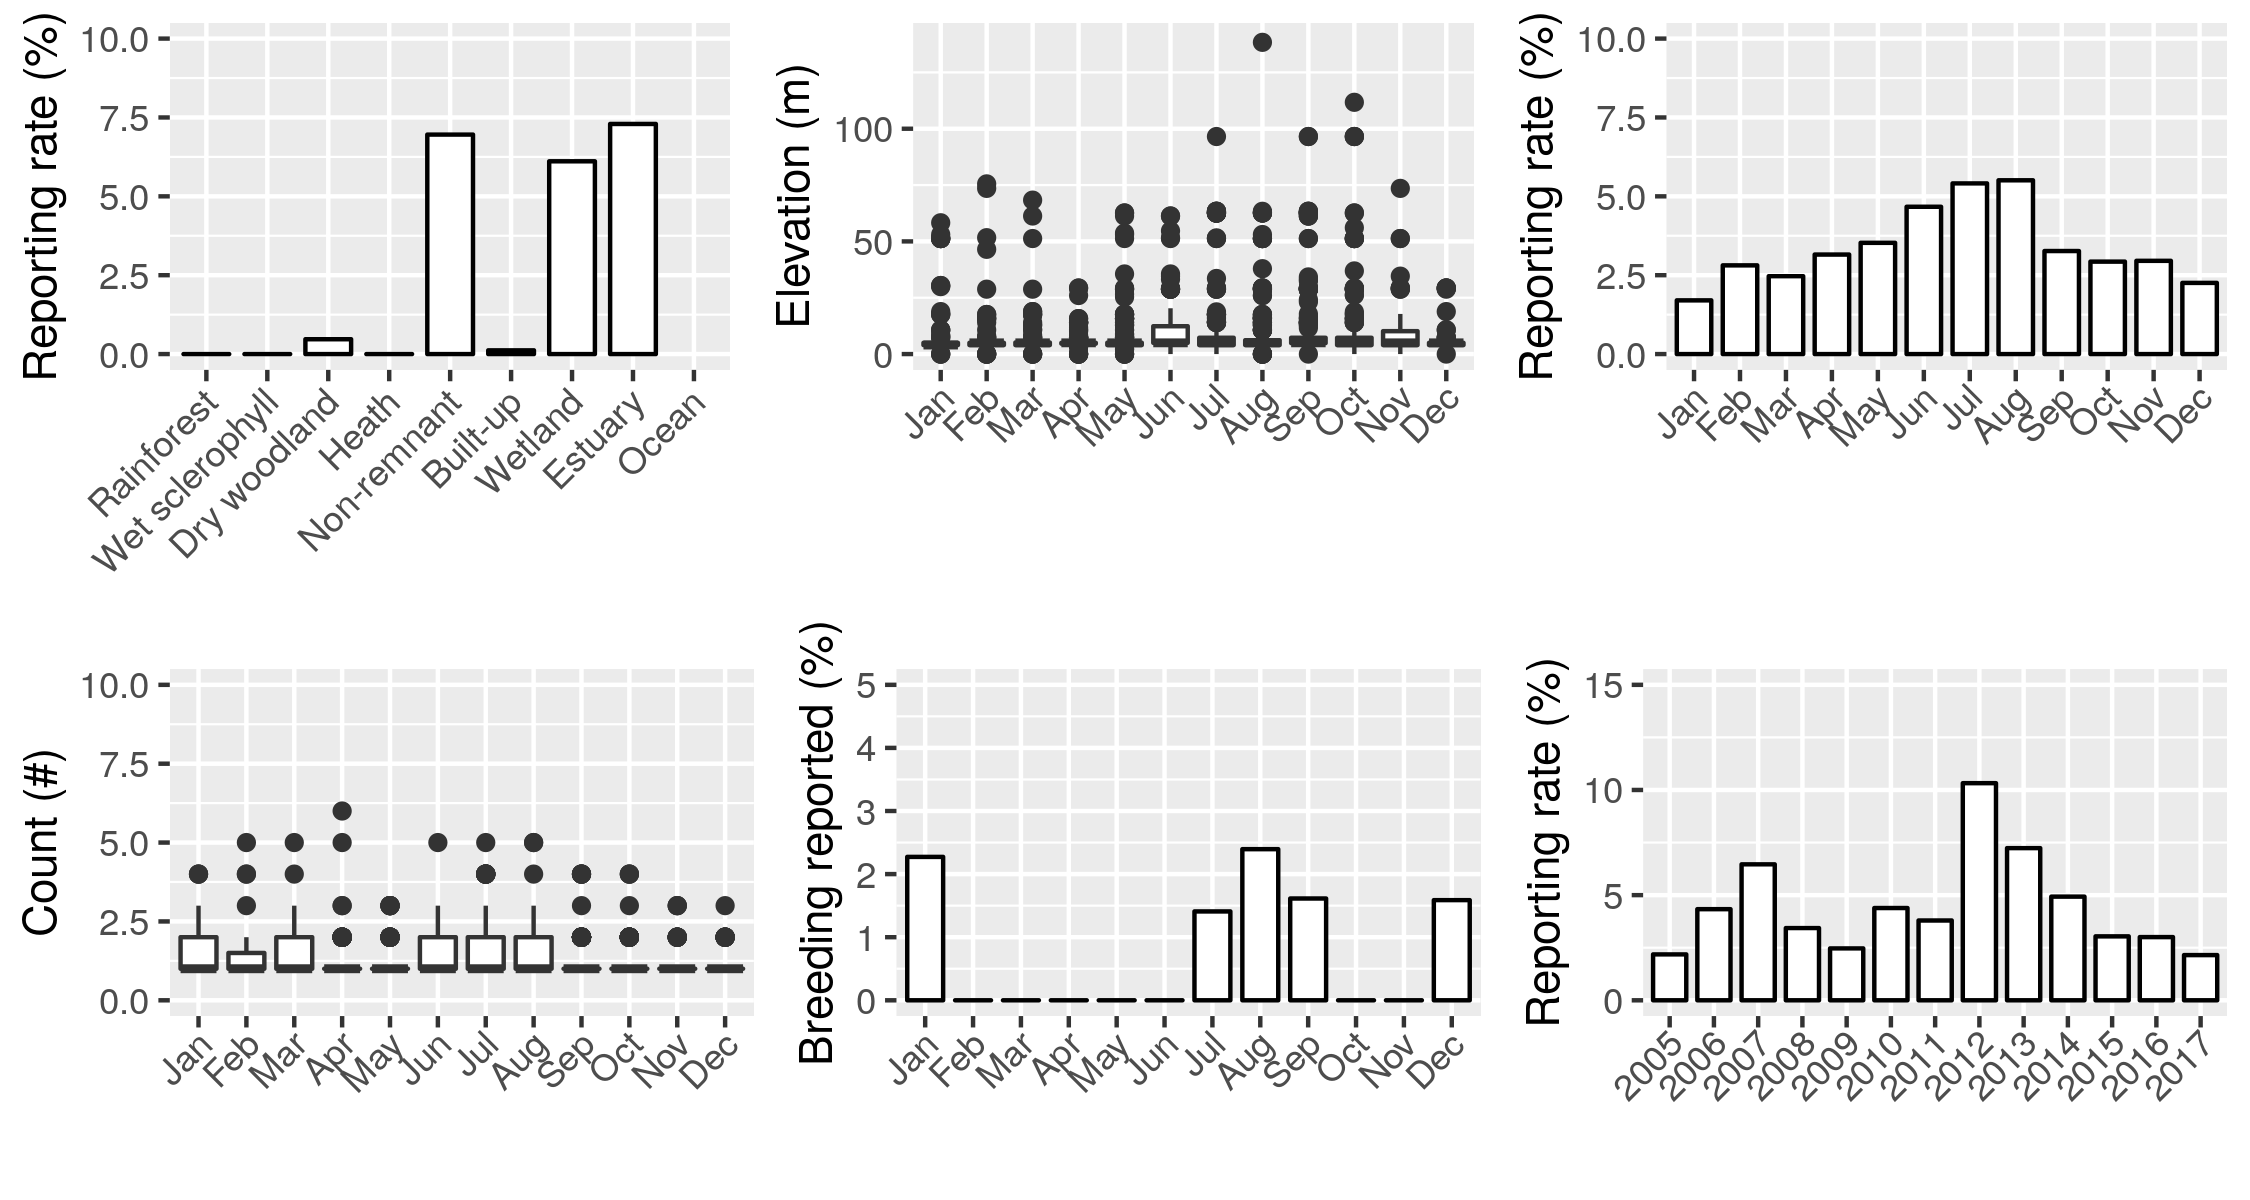 Reporting rate (%)
10.0
7.5
5.0
2.5
0.0
Rainforest
Wet sclerophyll
Dry woodland
Heath
Non-remnant
Built-up
Wetland
Estuary
Ocean
Elevation (m)
100
50
0
Jan
Feb
Mar
Apr
May
Jun
Jul
Aug
Sep
Oct
Nov
Dec
Reporting rate (%)
10.0
7.5
5.0
2.5
0.0
Jan
Feb
Mar
Apr
May
Jun
Jul
Aug
Sep
Oct
Nov
Dec
Count (#)
10.0
7.5
5.0
2.5
0.0
Jan
Feb
Mar
Apr
May
Jun
Jul
Aug
Sep
Oct
Nov
Dec
Breeding reported (%)
5
4
3
2
1
0
Jan
Feb
Mar
Apr
May
Jun
Jul
Aug
Sep
Oct
Nov
Dec
Reporting rate (%)
15
10
5
0
2005
2006
2007
2008
2009
2010
2011
2012
2013
2014
2015
2016
2017